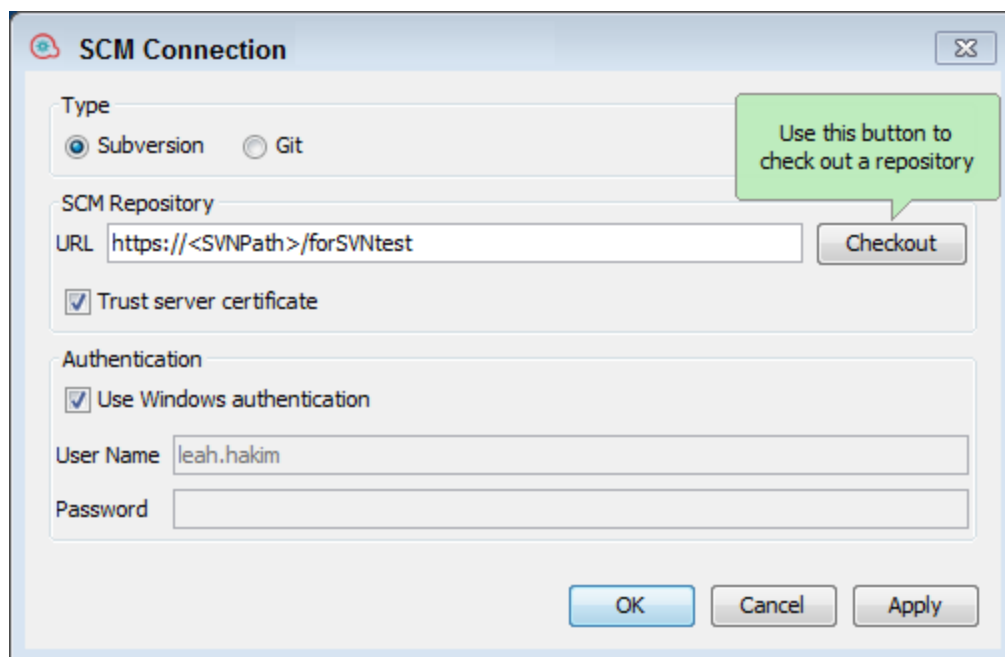 SCM Connection
Type
Subversion
Git
Use this button to
check out a repository
SCM Repository
URL https://<SVNPath>/forSVNtest
Checkout
Trust server certificate
Authentication
Use Windows authentication
User Name leah.hakim
Password
OK
Cancel
Apply